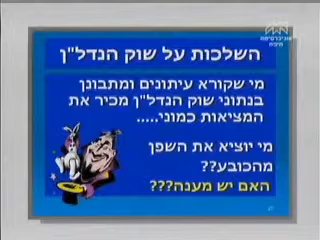 השלכות על שוק הנדל"ן
מי שקורא עיתונים ומתבונן
בנתוני שוק הנדל"ן מכיר את
המציאות כמוני.....
מי יוציא את השפן
מהכובע??
האם יש מענה???